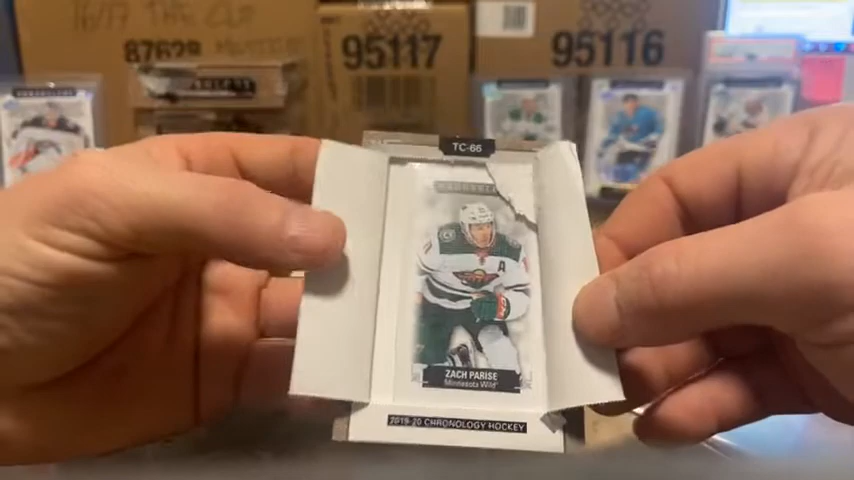 16/17 THE CUP
87628
95117
95116
TC-66
A
ZACH PARISE
Minnesota Wild
2019-20 CHRONOLOGY HOCKEY